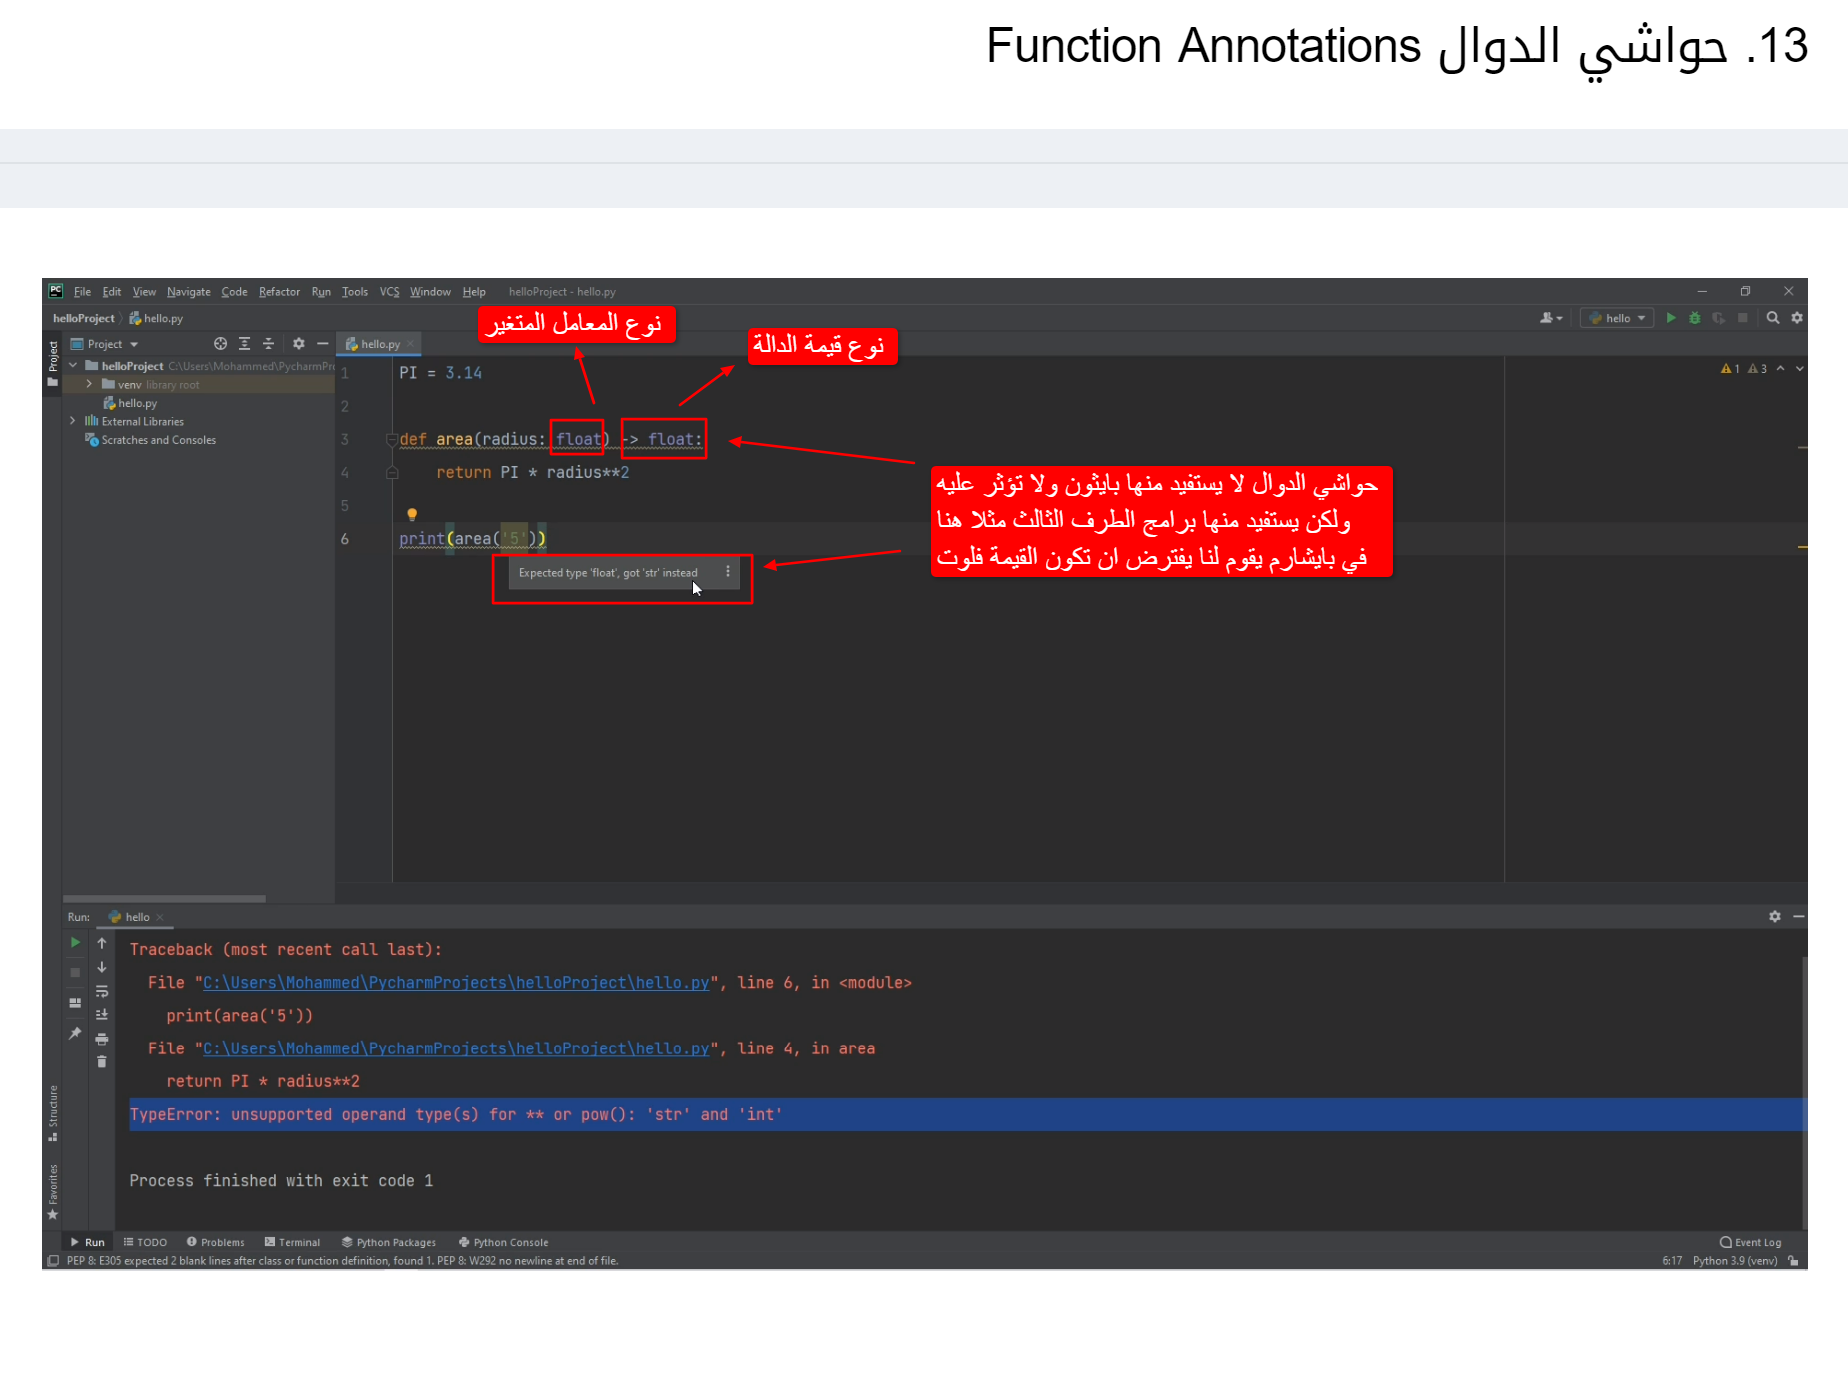 13. حواشي الدوال Function Annotations
File Edit View Navigate Code Refactor Run Tools VCS Window Help helloProject - hello.py
helloProject hello.py
hello
نوع المعامل المتغير
نوع قيمة الدالة
Project
Project
hello.py
helloProject C:\Users\Mohammed\PycharmPr
venv library root
hello.py
External Libraries
Scratches and Consoles
1 3
1 PI = 3.14
2
3 def area(radius: float) -> float:
4 return PI * radius**2
5
6 print(area('5'))
Expected type 'float', got 'str' instead
حواشي الدوال لا يستفيد منها بايثون ولا تؤثر عليه
ولكن يستفيد منها برامج الطرف الثالث مثلا هنا
في بايشارم يقوم لنا يفترض ان تكون القيمة فلوت
Run: hello
Traceback (most recent call last):
File "C:\Users\Mohammed\PycharmProjects\helloProject\hello.py", line 6, in <module>
print(area('5'))
File "C:\Users\Mohammed\PycharmProjects\helloProject\hello.py", line 4, in area
return PI * radius**2
TypeError: unsupported operand type(s) for ** or pow(): 'str' and 'int'
Process finished with exit code 1
Structure
Favorites
Run TODO Problems Terminal Python Packages Python Console Event Log
PEP 8: E305 expected 2 blank lines after class or function definition, found 1. PEP 8: W292 no newline at end of file. 6:17 Python 3.9 (venv)